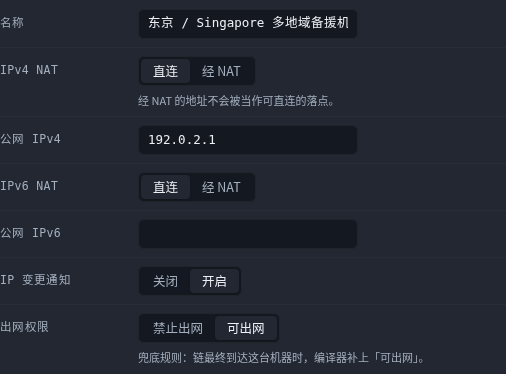 名称 东京 / Singapore 多地域备援机
IPv4 NAT 直连 经 NAT
经 NAT 的地址不会被当作可直连的落点。
公网 IPv4 192.0.2.1
IPv6 NAT 直连 经 NAT
公网 IPv6
IP 变更通知 关闭 开启
出网权限 禁止出网 可出网
兜底规则：链最终到达这台机器时，编译器补上「可出网」。